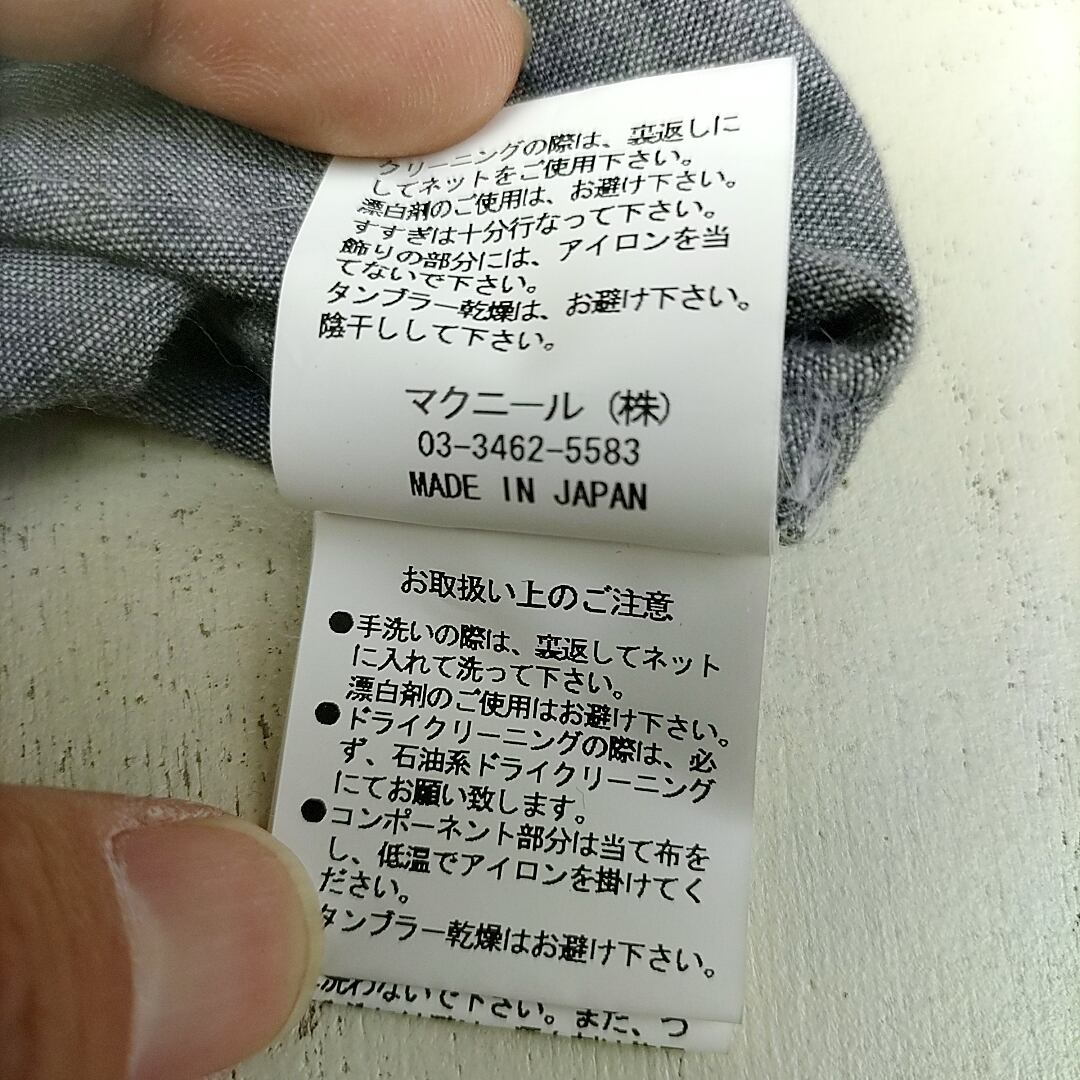 クリーニングの際は、裏返しに
してネットをご使用下さい。
漂白剤のご使用は、お避け下さい。
すすぎは十分行なって下さい。
飾りの部分には、アイロンを当
てないで下さい。
タンブラー乾燥は、お避け下さい。
陰干しして下さい。
マクニール（株）
03-3462-5583
MADE IN JAPAN
お取扱い上のご注意
●手洗いの際は、裏返してネット
に入れて洗って下さい。
漂白剤のご使用はお避け下さい。
●ドライクリーニングの際は、必
ず、石油系ドライクリーニング
にてお願い致します。
●コンポーネント部分は当て布を
し、低温でアイロンを掛けてく
ださい。
タンブラー乾燥はお避け下さい。
洗わないで下さい。また、つ